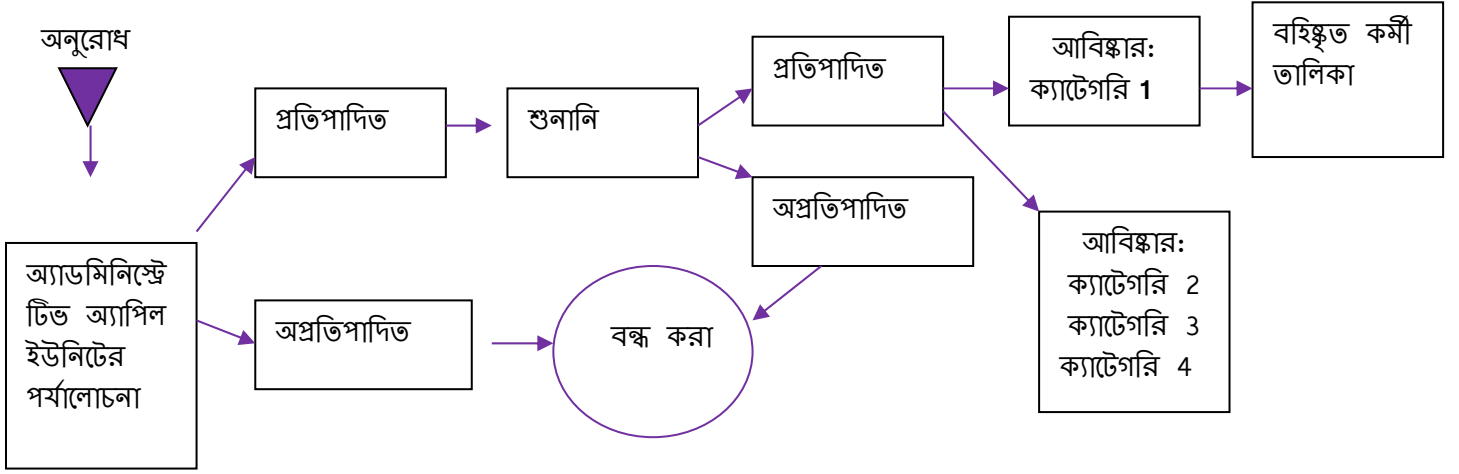 অনুরোধ
অ্যাডমিনিস্ট্রে
টিভ অ্যাপিল
ইউনিটের
পর্যালোচনা
প্রতিপাদিত
অপ্রতিপাদিত
শুনানি
প্রতিপাদিত
অপ্রতিপাদিত
বন্ধ করা
আবিষ্কার:
ক্যাটেগরি 1
বহিষ্কৃত কর্মী
তালিকা
আবিষ্কার:
ক্যাটেগরি 2
ক্যাটেগরি 3
ক্যাটেগরি 4